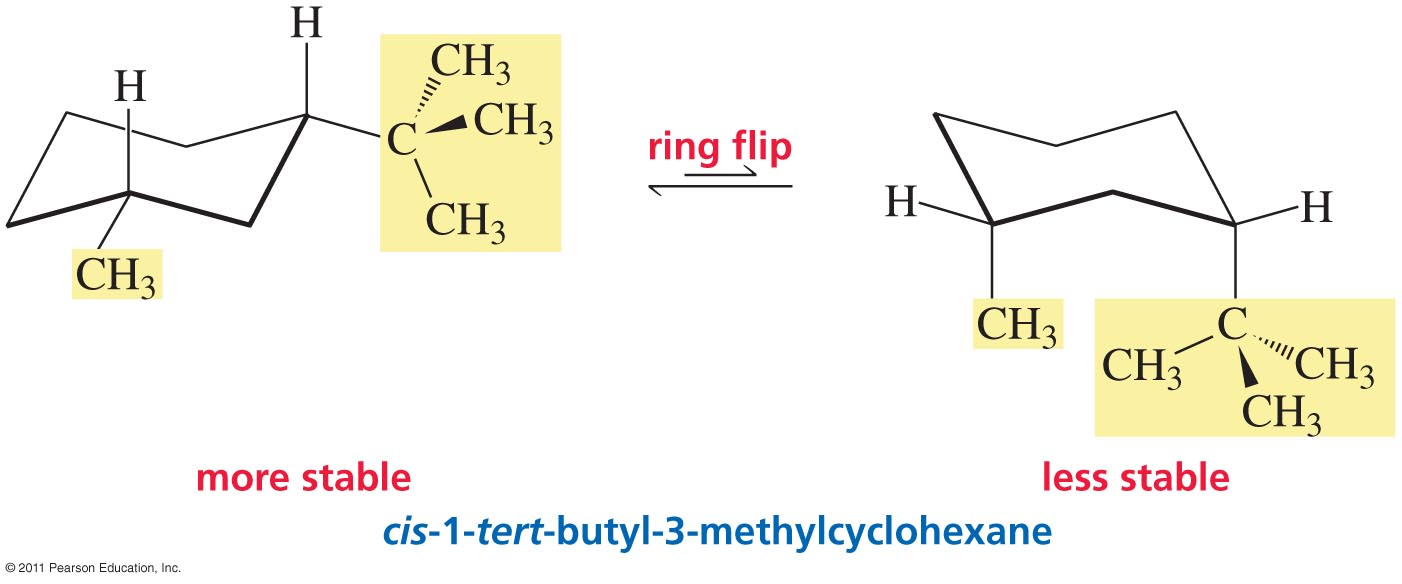 H
H
CH₃
CH₃
C
CH₃
CH₃
ring flip
H
H
CH₃
C
CH₃
CH₃
CH₃
more stable
less stable
cis-1-tert-butyl-3-methylcyclohexane
© 2011 Pearson Education, Inc.